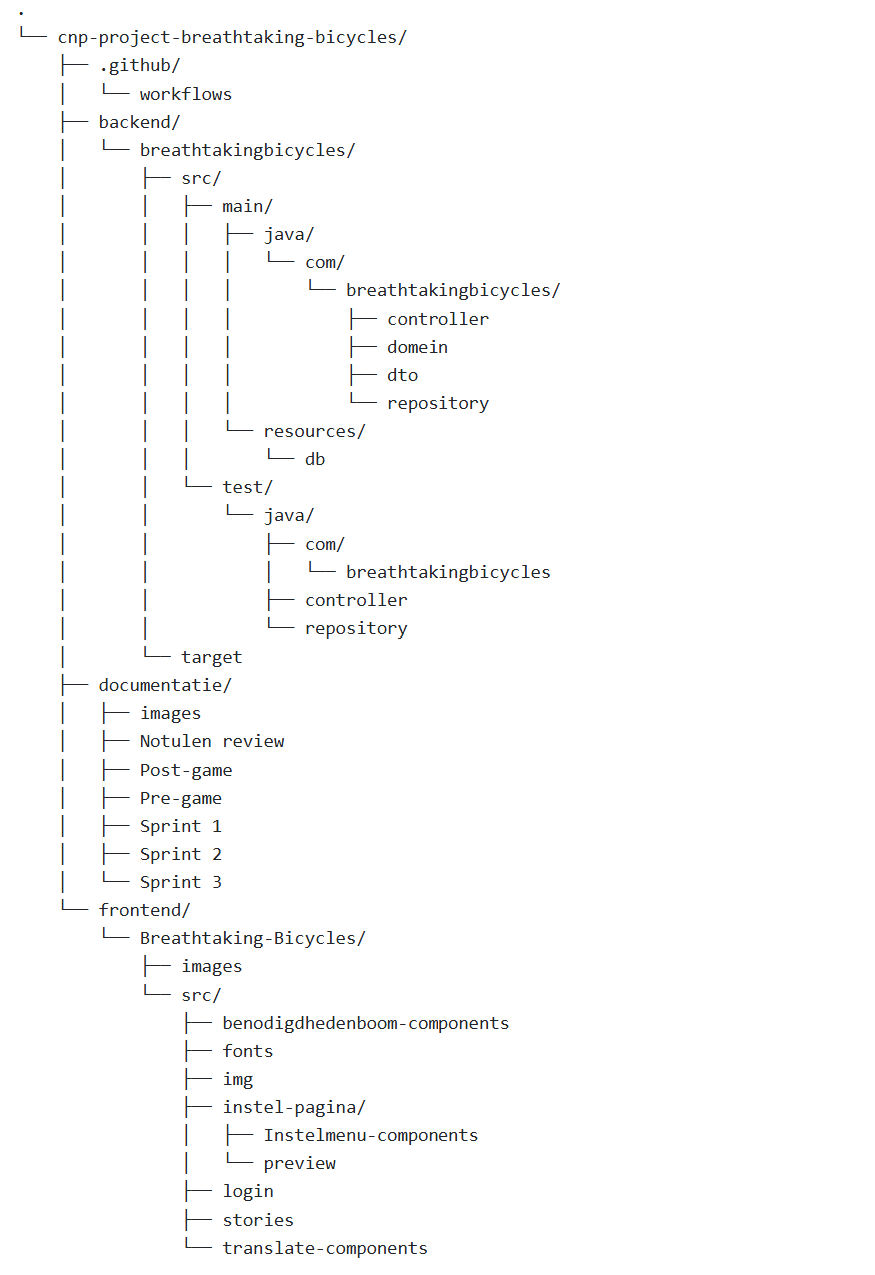 .
└── cnp-project-breathtaking-bicycles/
    ├── .github/
    │   └── workflows
    ├── backend/
    │   └── breathtakingbicycles/
    │       ├── src/
    │       │   ├── main/
    │       │   │   ├── java/
    │       │   │   │   └── com/
    │       │   │   │       └── breathtakingbicycles/
    │       │   │   │           ├── controller
    │       │   │   │           ├── domein
    │       │   │   │           ├── dto
    │       │   │   │           └── repository
    │       │   │   └── resources/
    │       │   │       └── db
    │       │   └── test/
    │       │       └── java/
    │       │           ├── com/
    │       │           │   └── breathtakingbicycles
    │       │           ├── controller
    │       │           └── repository
    │       └── target
    ├── documentatie/
    │   ├── images
    │   ├── Notulen review
    │   ├── Post-game
    │   ├── Pre-game
    │   ├── Sprint 1
    │   ├── Sprint 2
    │   └── Sprint 3
    └── frontend/
        └── Breathtaking-Bicycles/
            ├── images
            └── src/
                ├── benodigdhedenboom-components
                ├── fonts
                ├── img
                ├── instel-pagina/
                │   ├── Instelmenu-components
                │   └── preview
                ├── login
                ├── stories
                └── translate-components